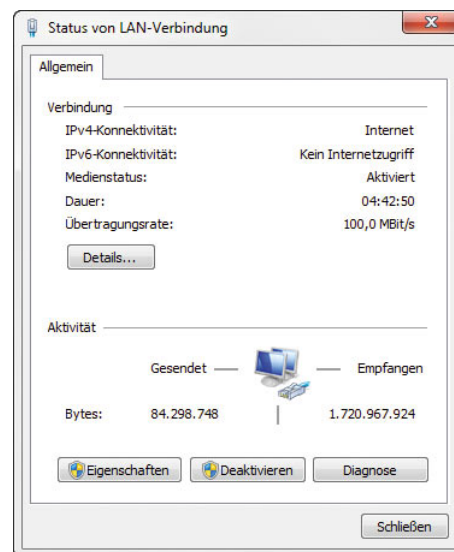 Status von LAN-Verbindung
Allgemein
Verbindung
IPv4-Konnektivität: Internet
IPv6-Konnektivität: Kein Internetzugriff
Medienstatus: Aktiviert
Dauer: 04:42:50
Übertragungsrate: 100,0 MBit/s
Details...
Aktivität
Gesendet Empfangen
Bytes: 84.298.748 1.720.967.924
Eigenschaften Deaktivieren Diagnose
Schließen